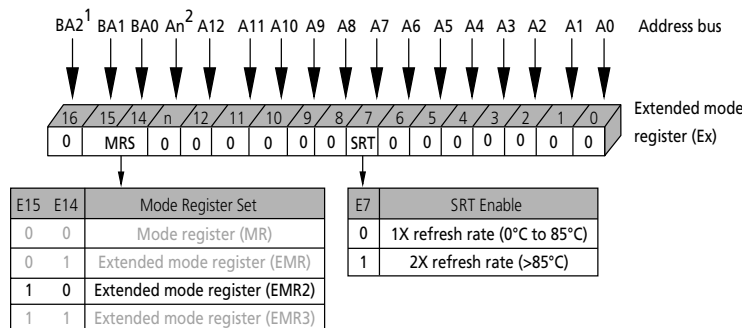 BA2¹ BA1 BA0 An² A12 A11 A10 A9 A8 A7 A6 A5 A4 A3 A2 A1 A0 Address bus
16 15 14 n 12 11 10 9 8 7 6 5 4 3 2 1 0
0 MRS 0 0 0 0 0 0 SRT 0 0 0 0 0 0 0
Extended mode
register (Ex)
E15 E14 Mode Register Set
0 0 Mode register (MR)
0 1 Extended mode register (EMR)
1 0 Extended mode register (EMR2)
1 1 Extended mode register (EMR3)
E7 SRT Enable
0 1X refresh rate (0°C to 85°C)
1 2X refresh rate (>85°C)